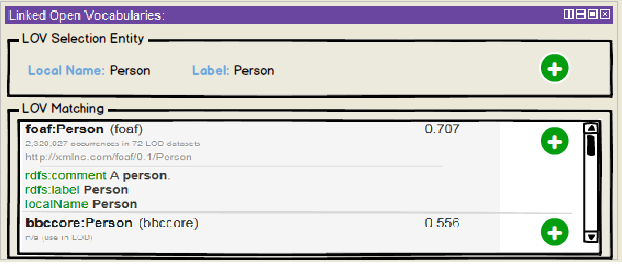 Linked Open Vocabularies:
LOV Selection Entity
Local Name: Person Label: Person
LOV Matching
foaf:Person (foaf) 0.707
2,320,027 occurrences in 72 LOD datasets
http://xmlns.com/foaf/0.1/Person
rdfs:comment A person.
rdfs:label Person
localName Person
bbccore:Person (bbccore) 0.556
n/a (use in LOD)